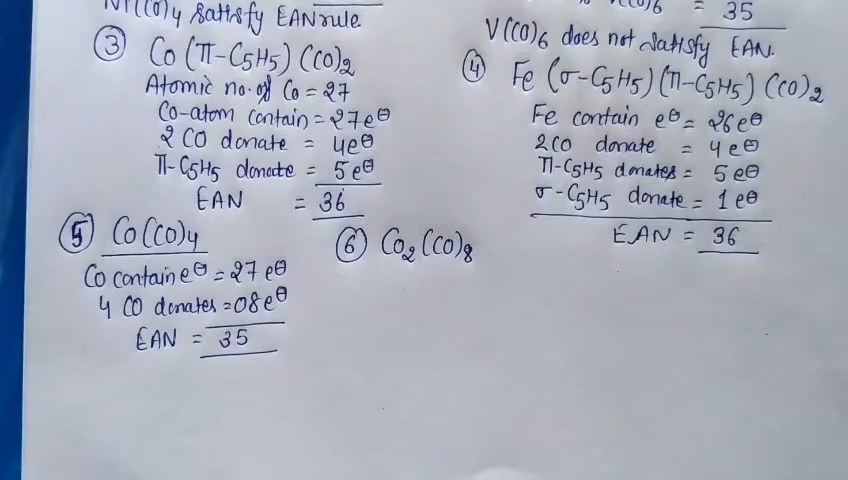 Ni(CO)4 satisfy EAN rule.
③ Co(π-C5H5)(CO)2
Atomic no. of Co = 27
Co-atom contain = 27e⊖
2 CO donate = 4e⊖
π-C5H5 donate = 5e⊖
EAN = 36
= 35
V(CO)6 does not satisfy EAN.
④ Fe(σ-C5H5)(π-C5H5)(CO)2
Fe contain e⊖ = 26e⊖
2CO donate = 4e⊖
π-C5H5 donates = 5e⊖
σ-C5H5 donate = 1e⊖
EAN = 36
⑤ Co(CO)4
Co contain e⊖ = 27e⊖
4 CO donates = 08e⊖
EAN = 35
⑥ Co2(CO)8